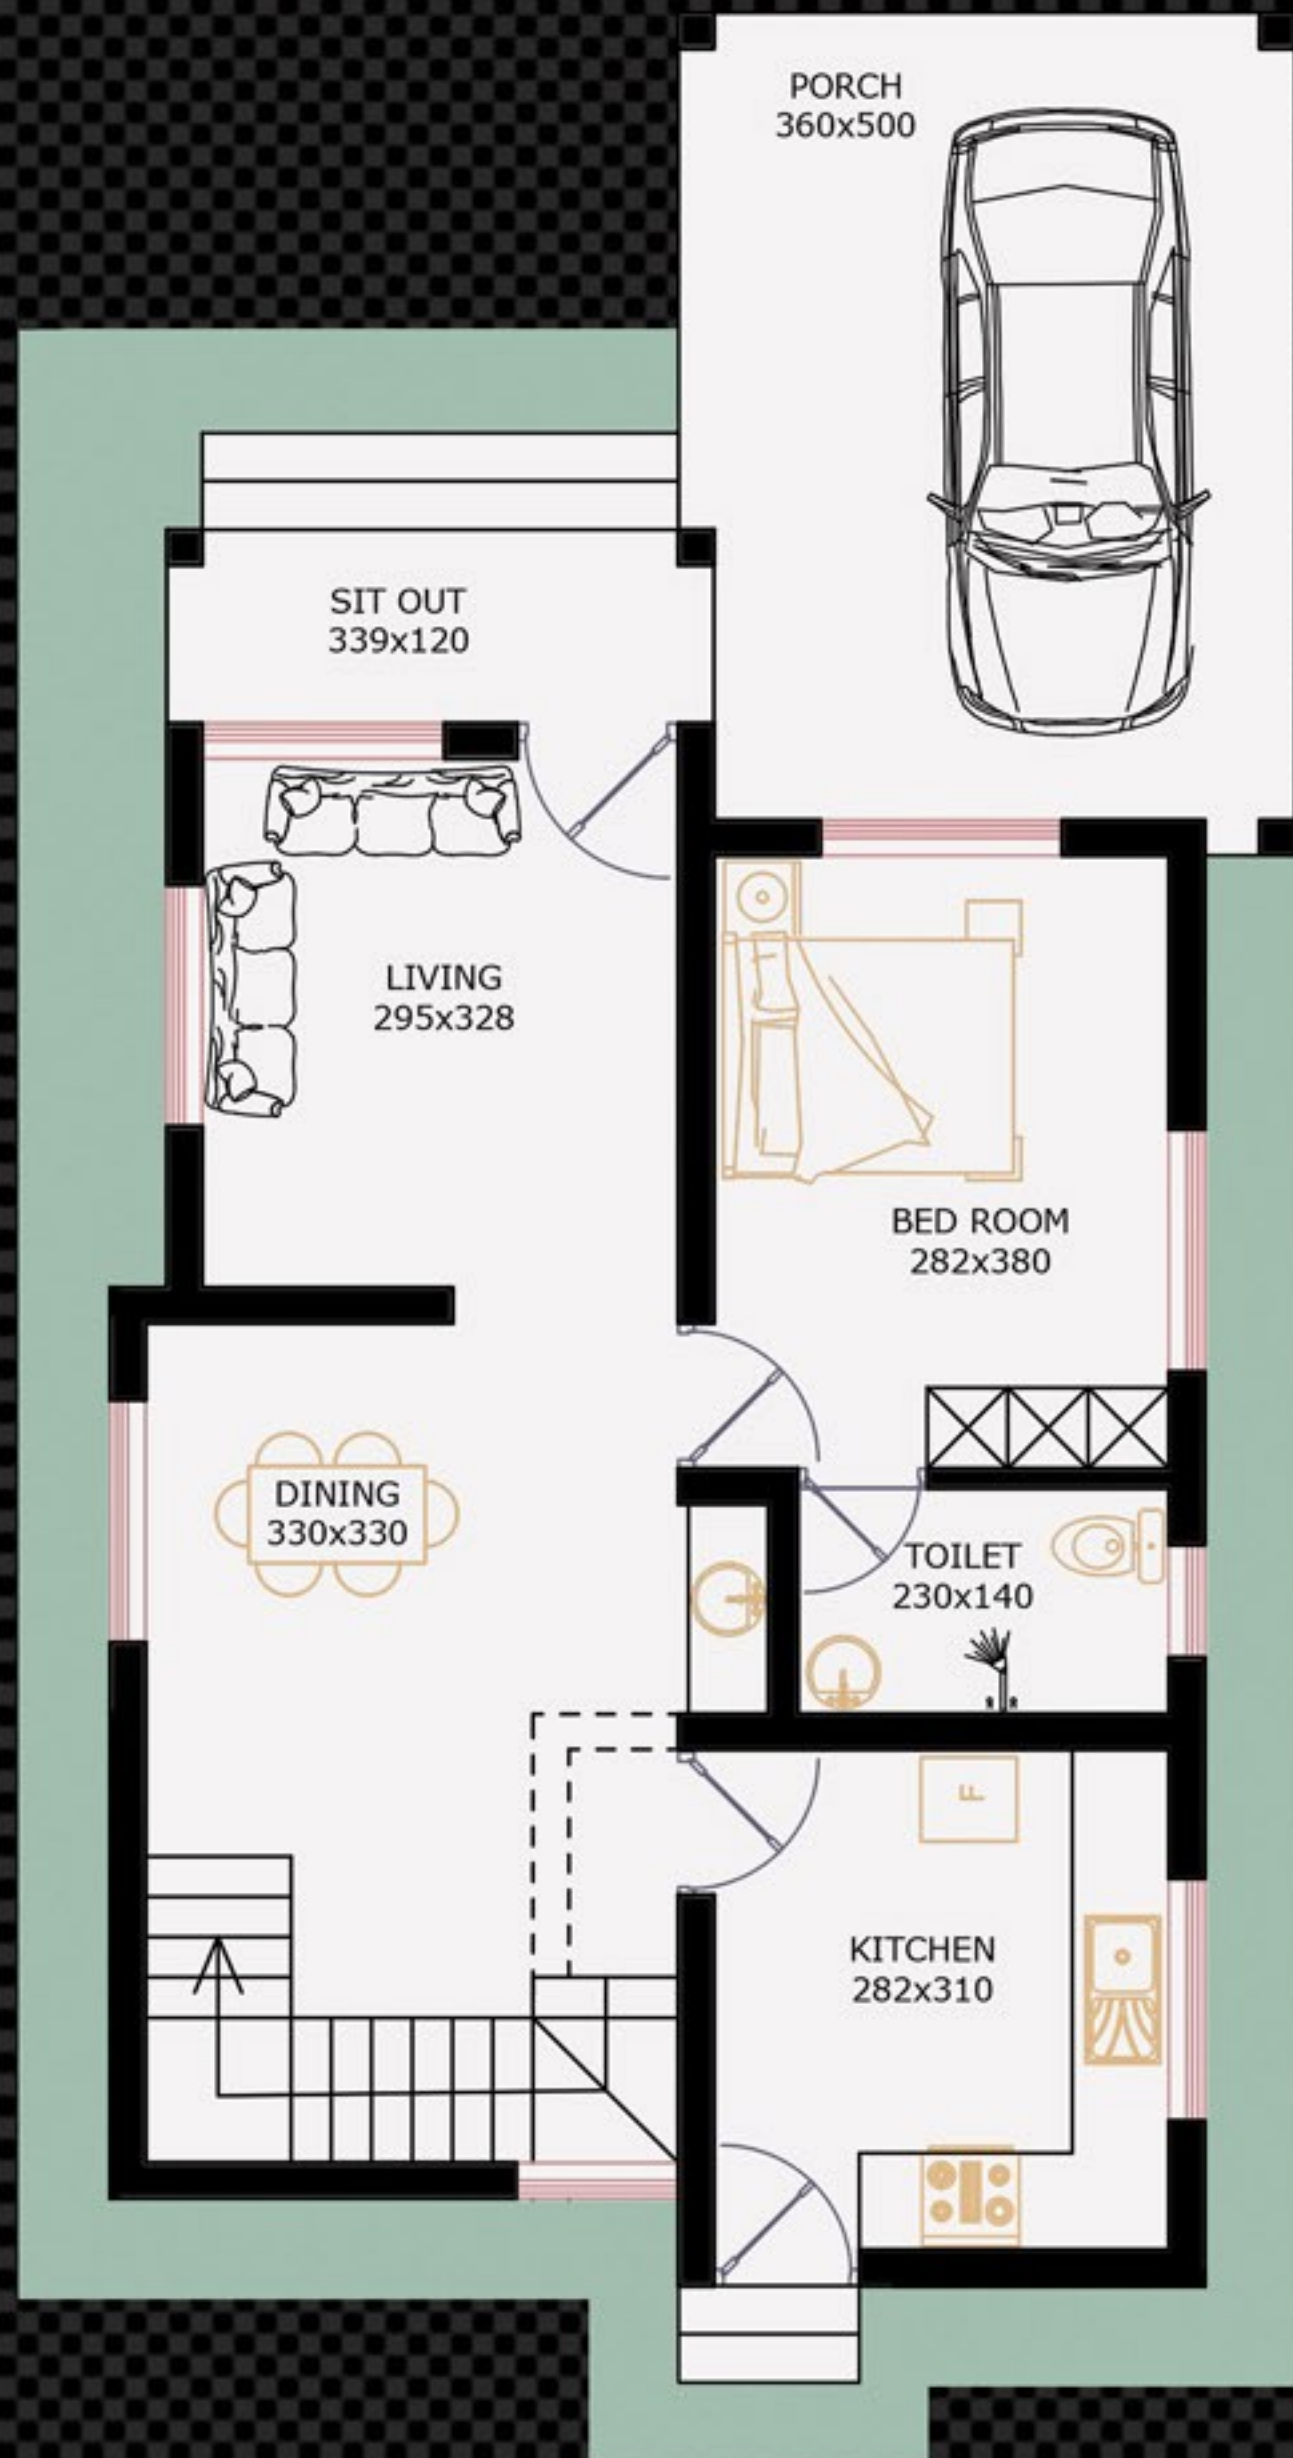 PORCH
360x500
SIT OUT
339x120
LIVING
295x328
BED ROOM
282x380
DINING
330x330
TOILET
230x140
F
KITCHEN
282x310